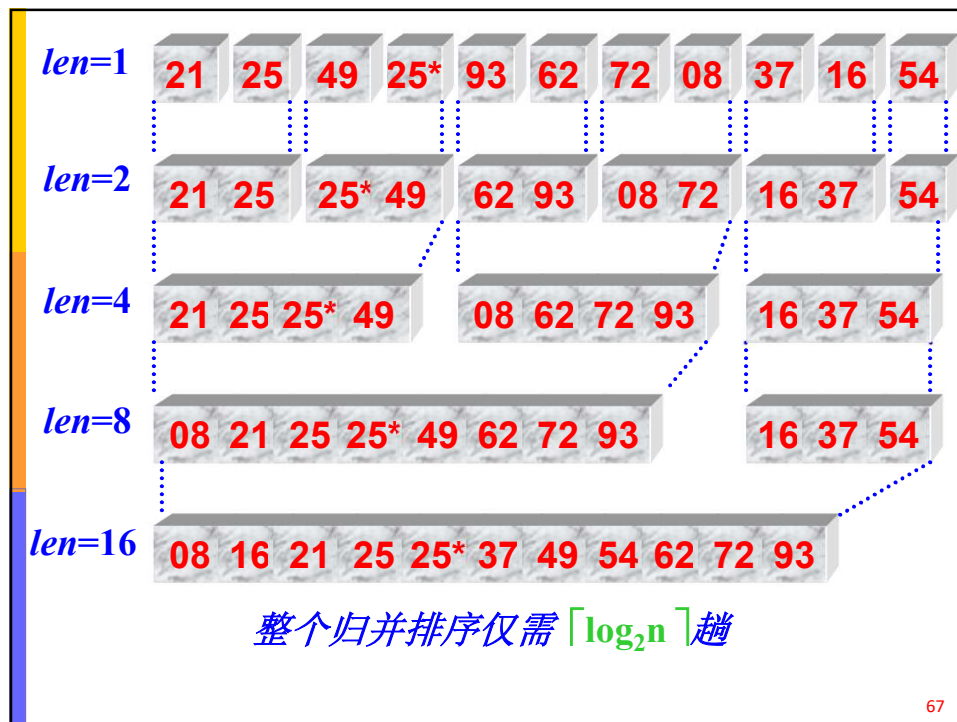 len=1 21 25 49 25* 93 62 72 08 37 16 54
len=2 21 25 25* 49 62 93 08 72 16 37 54
len=4 21 25 25* 49 08 62 72 93 16 37 54
len=8 08 21 25 25* 49 62 72 93 16 37 54
len=16 08 16 21 25 25* 37 49 54 62 72 93
整个归并排序仅需⌈log₂n⌉趟
67